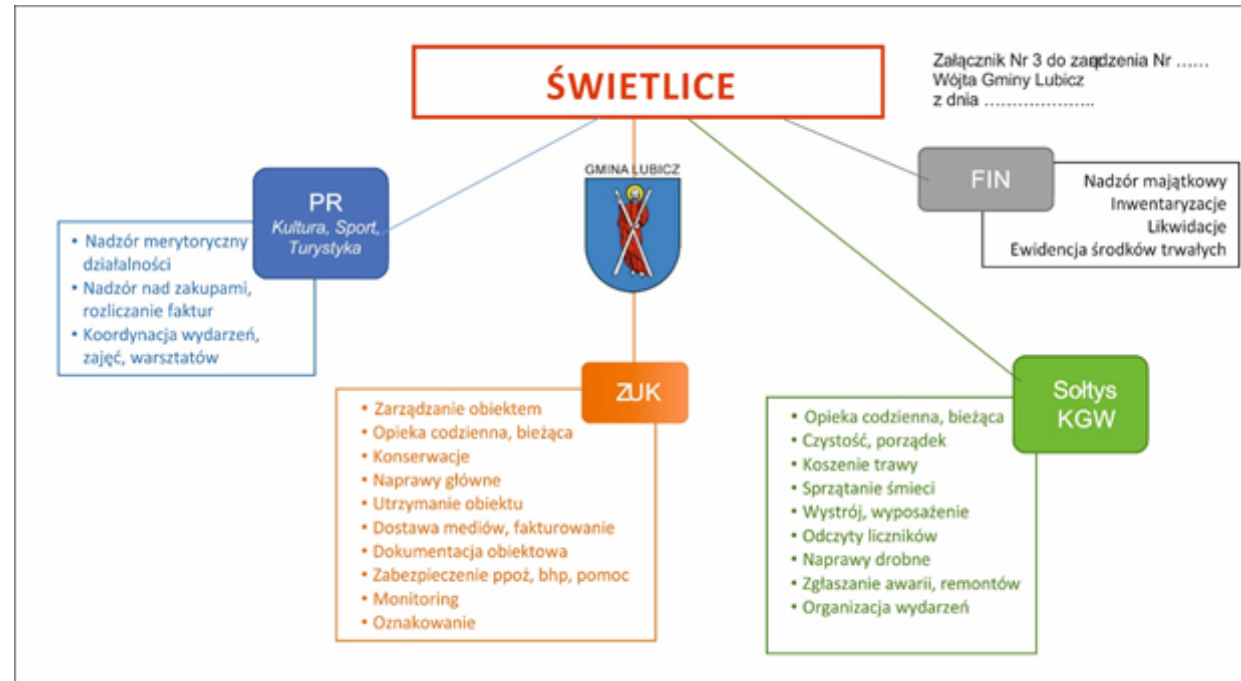 ŚWIETLICE
Załącznik Nr 3 do zarządzenia Nr ……
Wójta Gminy Lubicz
z dnia …………………..
GMINA LUBICZ
PR
Kultura, Sport,
Turystyka
• Nadzór merytoryczny
działalności
• Nadzór nad zakupami,
rozliczanie faktur
• Koordynacja wydarzeń,
zajęć, warsztatów
ZUK
• Zarządzanie obiektem
• Opieka codzienna, bieżąca
• Konserwacje
• Naprawy główne
• Utrzymanie obiektu
• Dostawa mediów, fakturowanie
• Dokumentacja obiektowa
• Zabezpieczenie ppoż, bhp, pomoc
• Monitoring
• Oznakowanie
Sołtys
KGW
• Opieka codzienna, bieżąca
• Czystość, porządek
• Koszenie trawy
• Sprzątanie śmieci
• Wystrój, wyposażenie
• Odczyty liczników
• Naprawy drobne
• Zgłaszanie awarii, remontów
• Organizacja wydarzeń
FIN
Nadzór majątkowy
Inwentaryzacje
Likwidacje
Ewidencja środków trwałych